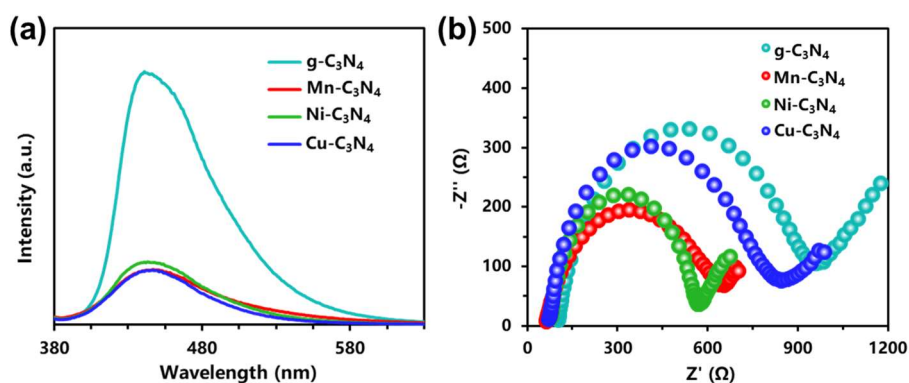 (a)
Intensity (a.u.)
g-C₃N₄
Mn-C₃N₄
Ni-C₃N₄
Cu-C₃N₄
380
480
580
Wavelength (nm)
(b)
-Z'' (Ω)
500
400
300
200
100
0
g-C₃N₄
Mn-C₃N₄
Ni-C₃N₄
Cu-C₃N₄
0
300
600
900
1200
Z' (Ω)